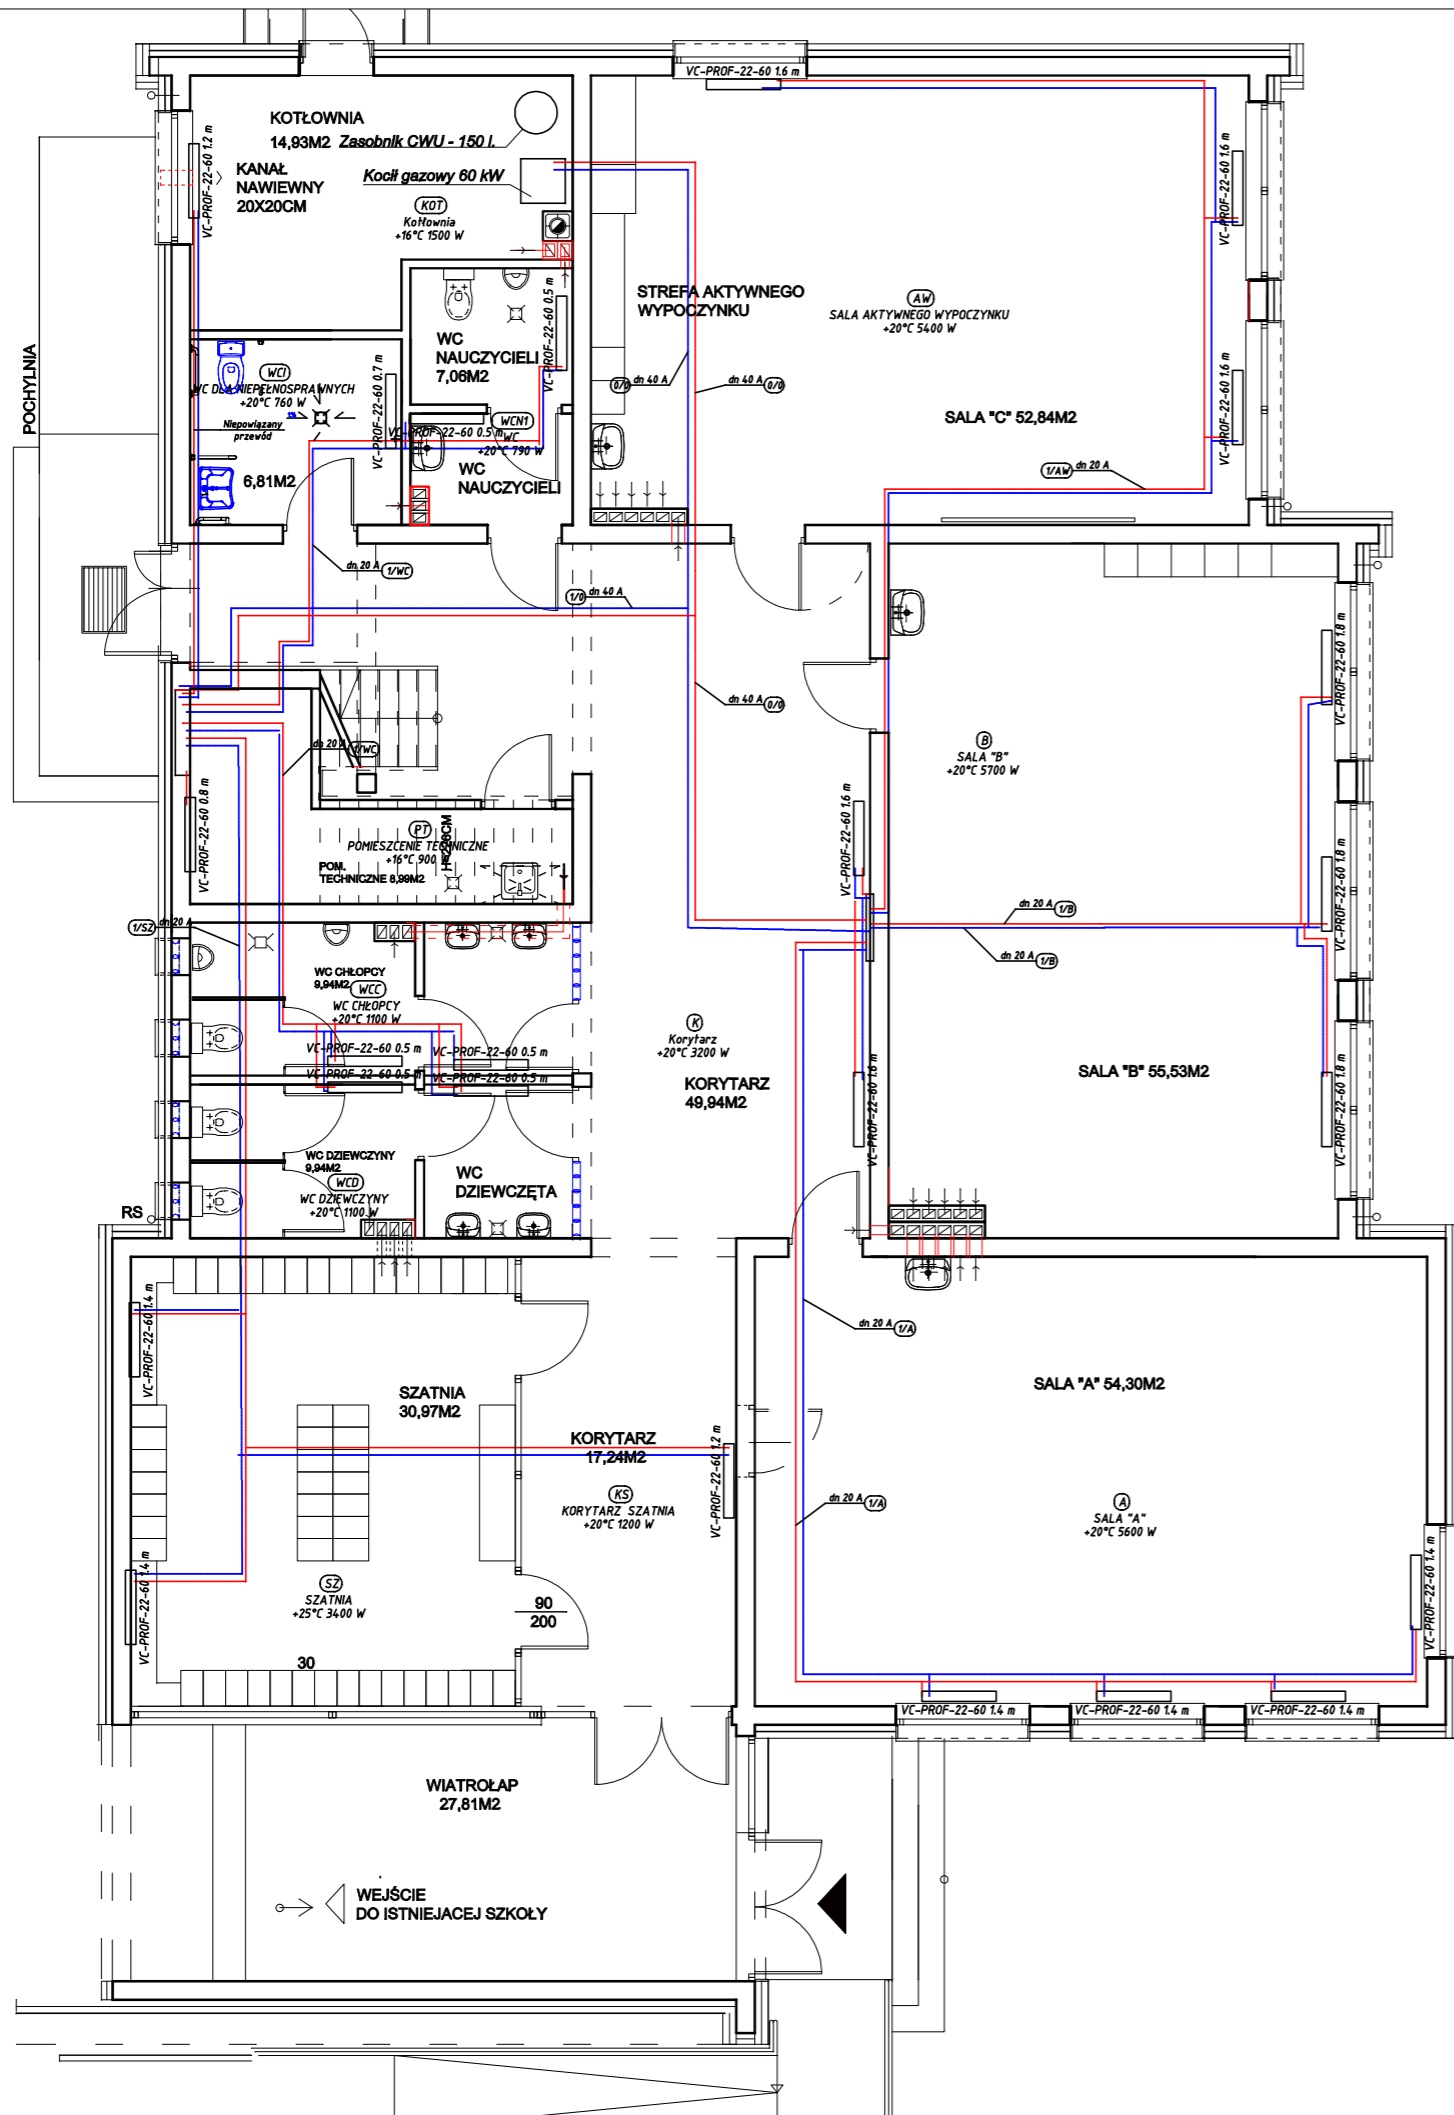 VC-PROF-22-60 1.6 m
KOTŁOWNIA
14,93M2 Zasobnik CWU - 150 l.
KANAŁ
NAWIEWNY
20X20CM
Kocił gazowy 60 kW
KOT
Kotłownia
+16°C 1500 W
VC-PROF-22-60 1.2 m
VC-PROF-22-60 1.6 m
STREFA AKTYWNEGO
WYPOCZYNKU
AW
SALA AKTYWNEGO WYPOCZYNKU
+20°C 5400 W
VC-PROF-22-60 0.5 m
WC
NAUCZYCIELI
7,06M2
POCHYLNIA
WCI
WC DLA NIEPEŁNOSPRAWNYCH
+20°C 760 W
Niepowiązany
przewód
VC-PROF-22-60 0.7 m
6,81M2
0/0 dn 40 A
dn 40 A 0/0
VC-PROF-22-60 1.6 m
SALA "C" 52,84M2
WCN1
VC-PROF-22-60 0.5 m
WC
+20°C 790 W
WC
NAUCZYCIELI
1/AW dn 20 A
dn 20 A 1/WC
1/0 dn 40 A
dn 40 A 0/0
VC-PROF-22-60 1.8 m
dn 20 A 1/WC
B
SALA "B"
+20°C 5700 W
VC-PROF-22-60 0.8 m
PT
POMIESZCENIE TECHNICZNE
+16°C 900 W
POM.
TECHNICZNE 8,99M2
VC-PROF-22-60 1.6 m
VC-PROF-22-60 1.8 m
1/SZ dn 20 A
dn 20 A 1/B
dn 20 A 1/B
WC CHŁOPCY
9,94M2
WCC
WC CHŁOPCY
+20°C 1100 W
K
Korytarz
+20°C 3200 W
VC-PROF-22-60 0.5 m
VC-PROF-22-60 0.5 m
VC-PROF-22-60 0.5 m
VC-PROF-22-60 0.5 m
KORYTARZ
49,94M2
VC-PROF-22-60 1.6 m
SALA "B" 55,53M2
VC-PROF-22-60 1.8 m
WC DZIEWCZYNY
9,94M2
WCD
WC DZIEWCZYNY
+20°C 1100 W
WC
DZIEWCZĘTA
RS
VC-PROF-22-60 1.4 m
dn 20 A 1/A
SZATNIA
30,97M2
SALA "A" 54,30M2
KORYTARZ
17,24M2
VC-PROF-22-60 1.2 m
KS
KORYTARZ SZATNIA
+20°C 1200 W
dn 20 A 1/A
A
SALA "A"
+20°C 5600 W
VC-PROF-22-60 1.4 m
SZ
SZATNIA
+25°C 3400 W
90
200
VC-PROF-22-60 1.4 m
30
VC-PROF-22-60 1.4 m
VC-PROF-22-60 1.4 m
VC-PROF-22-60 1.4 m
WIATROŁAP
27,81M2
WEJŚCIE
DO ISTNIEJACEJ SZKOŁY